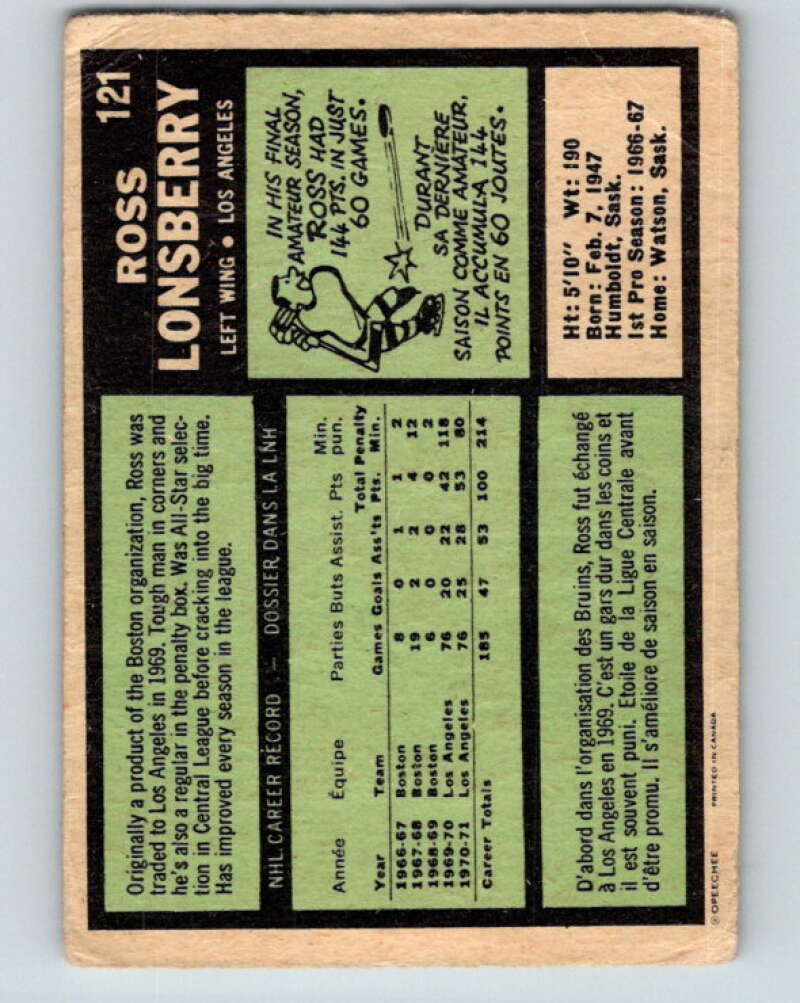 121
ROSS
LONSBERRY
LEFT WING • LOS ANGELES
Originally a product of the Boston organization, Ross was
traded to Los Angeles in 1969. Tough man in corners and
he's also a regular in the penalty box. Was All-Star selec-
tion in Central League before cracking into the big time.
Has improved every season in the league.
IN HIS FINAL
AMATEUR SEASON,
ROSS HAD
144 PTS. IN JUST
60 GAMES.
DURANT
SA DERNIÈRE
SAISON COMME AMATEUR,
IL ACCUMULA 144
POINTS EN 60 JOUTES.
NHL CAREER RECORD — DOSSIER DANS LA LNH
Année Équipe Parties Buts Assist. Pts Min. pun.
Year Team Games Goals Ass'ts Total Pts. Penalty Min.
1966-67 Boston 8 0 1 1 2
1967-68 Boston 19 2 2 4 12
1968-69 Boston 6 0 0 0 2
1969-70 Los Angeles 76 20 22 42 118
1970-71 Los Angeles 76 25 28 53 80
Career Totals 185 47 53 100 214
Ht: 5'10" Wt: 190
Born: Feb. 7, 1947
Humboldt, Sask.
1st Pro Season: 1966-67
Home: Watson, Sask.
D'abord dans l'organisation des Bruins, Ross fut échangé
à Los Angeles en 1969. C'est un gars dur dans les coins et
il est souvent puni. Etoile de la Ligue Centrale avant
d'être promu. Il s'améliore de saison en saison.
© OPEECHEE PRINTED IN CANADA